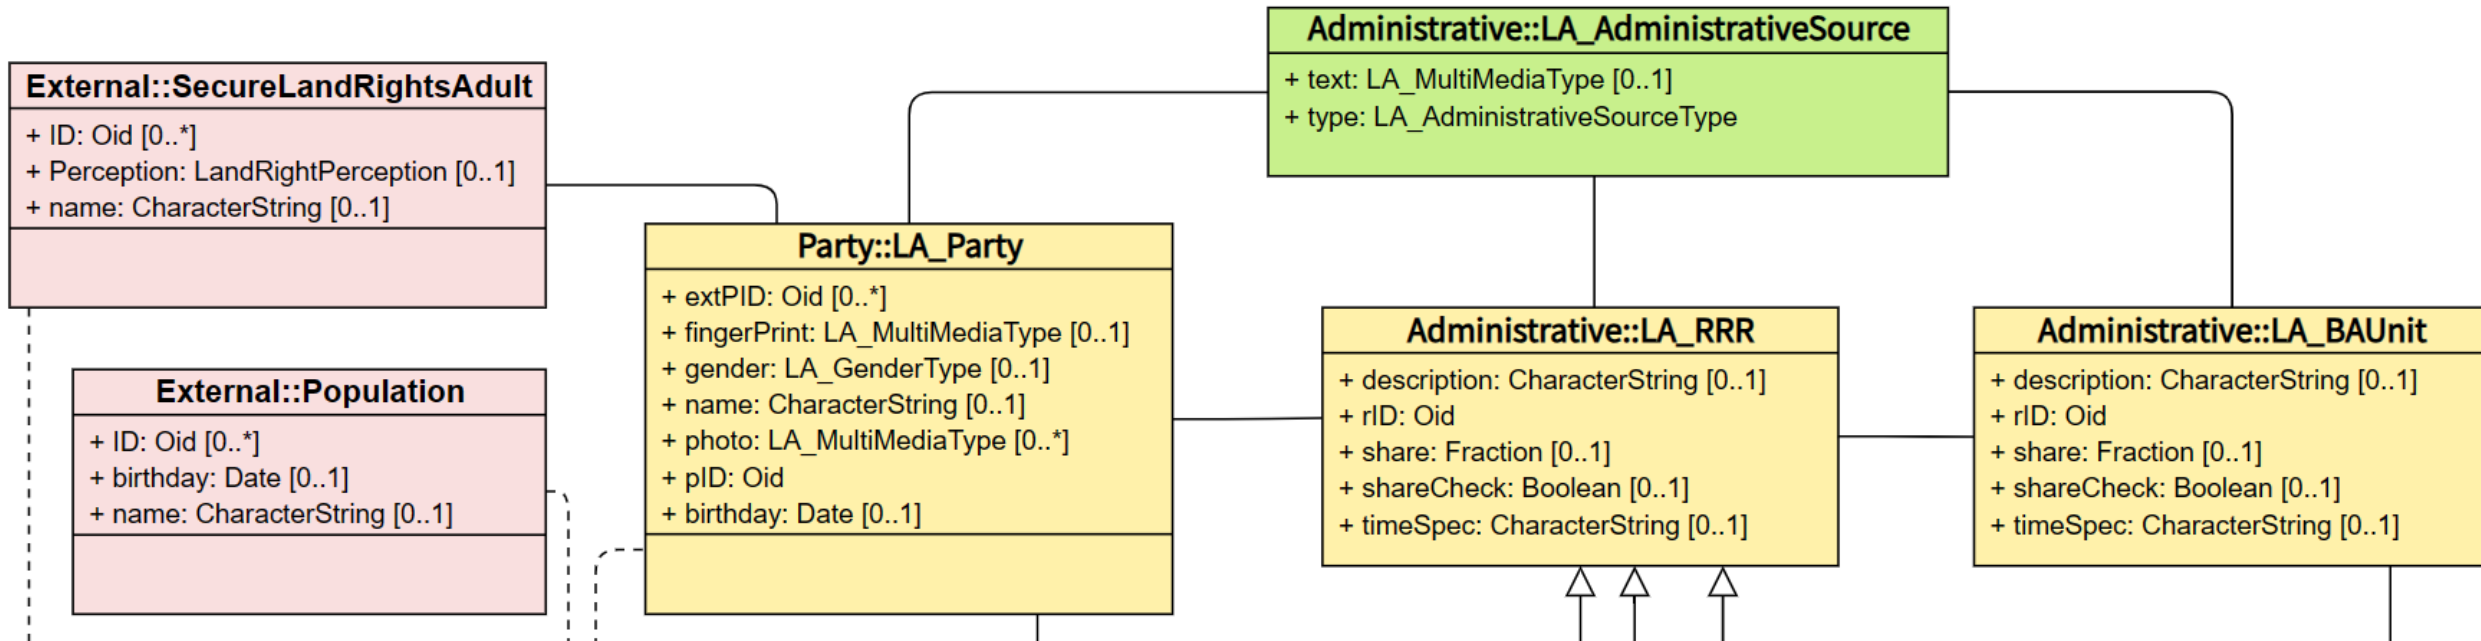 External::SecureLandRightsAdult
+ ID: Oid [0..*]
+ Perception: LandRightPerception [0..1]
+ name: CharacterString [0..1]
External::Population
+ ID: Oid [0..*]
+ birthday: Date [0..1]
+ name: CharacterString [0..1]
Party::LA_Party
+ extPID: Oid [0..*]
+ fingerPrint: LA_MultiMediaType [0..1]
+ gender: LA_GenderType [0..1]
+ name: CharacterString [0..1]
+ photo: LA_MultiMediaType [0..*]
+ pID: Oid
+ birthday: Date [0..1]
Administrative::LA_AdministrativeSource
+ text: LA_MultiMediaType [0..1]
+ type: LA_AdministrativeSourceType
Administrative::LA_RRR
+ description: CharacterString [0..1]
+ rID: Oid
+ share: Fraction [0..1]
+ shareCheck: Boolean [0..1]
+ timeSpec: CharacterString [0..1]
Administrative::LA_BAUnit
+ description: CharacterString [0..1]
+ rID: Oid
+ share: Fraction [0..1]
+ shareCheck: Boolean [0..1]
+ timeSpec: CharacterString [0..1]